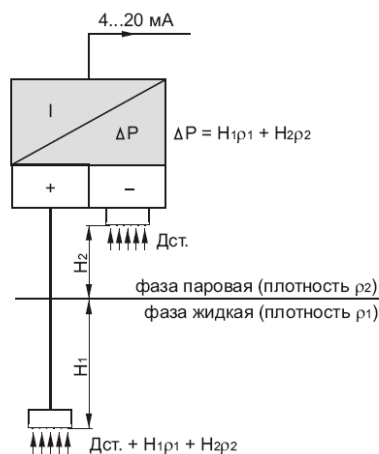 4...20 мА
I
ΔP
ΔP = H₁ρ₁ + H₂ρ₂
+
−
Дст.
H₂
фаза паровая (плотность ρ₂)
фаза жидкая (плотность ρ₁)
H₁
Дст. + H₁ρ₁ + H₂ρ₂